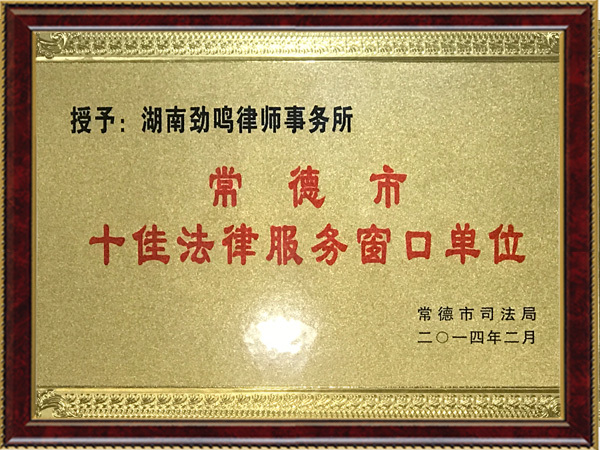 授予：湖南劲鸣律师事务所
常德市
十佳法律服务窗口单位
常德市司法局
二〇一四年二月